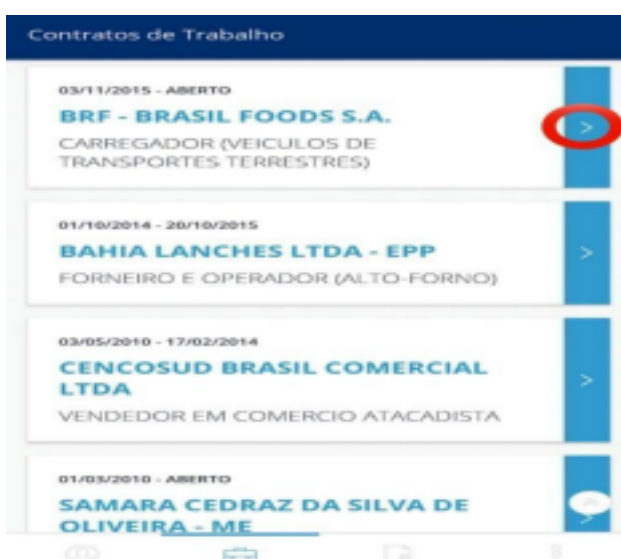 Contratos de Trabalho
03/11/2015 - ABERTO
BRF - BRASIL FOODS S.A.
CARREGADOR (VEICULOS DE
TRANSPORTES TERRESTRES)
>
01/10/2014 - 20/10/2015
BAHIA LANCHES LTDA - EPP
FORNEIRO E OPERADOR (ALTO-FORNO)
>
03/05/2010 - 17/02/2014
CENCOSUD BRASIL COMERCIAL
LTDA
VENDEDOR EM COMERCIO ATACADISTA
>
01/03/2010 - ABERTO
SAMARA CEDRAZ DA SILVA DE
OLIVEIRA - ME